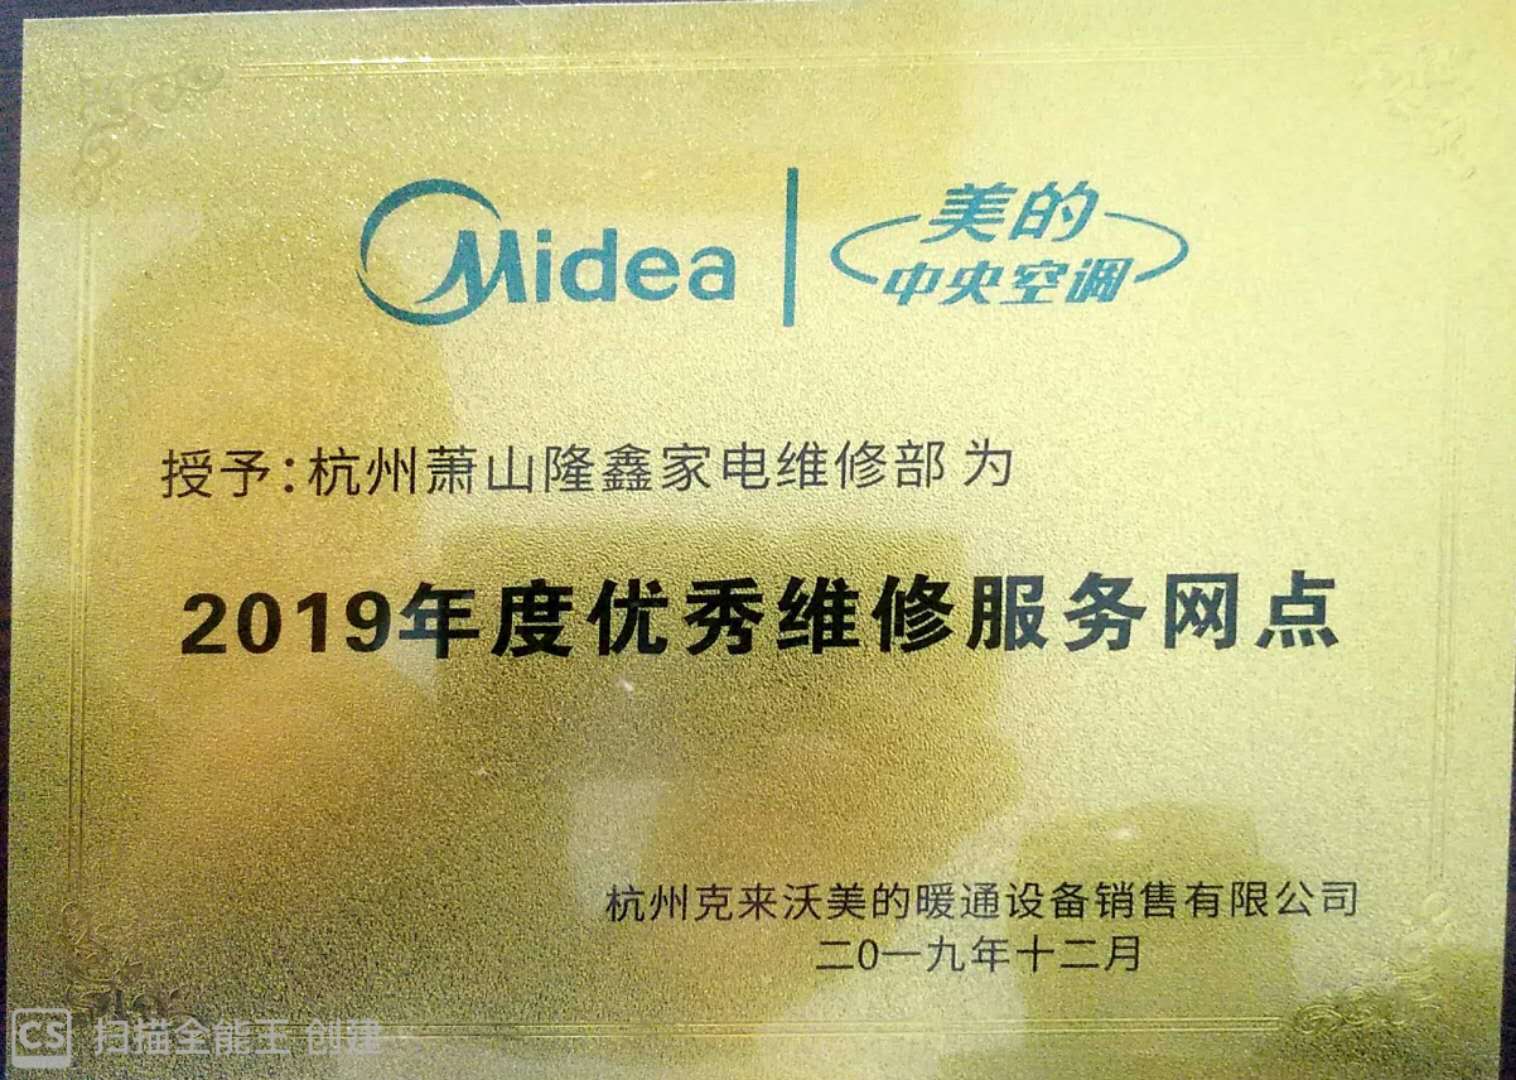 Midea 美的
中央空调
授予：杭州萧山隆鑫家电维修部 为
2019年度优秀维修服务网点
杭州克来沃美的暖通设备销售有限公司
二0一九年十二月
CS 扫描全能王 创建